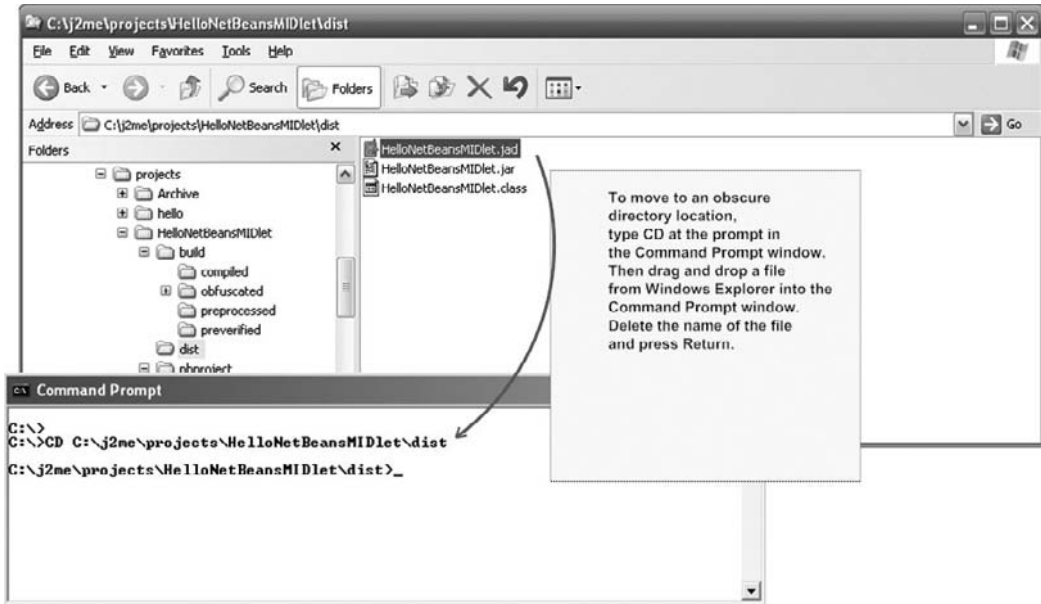 C:\j2me\projects\HelloNetBeansMIDlet\dist
File Edit View Favorites Tools Help
Back Search Folders
Address C:\j2me\projects\HelloNetBeansMIDlet\dist Go
Folders
projects
Archive
hello
HelloNetBeansMIDlet
build
compiled
obfuscated
preprocessed
preverified
dist
nbproject
HelloNetBeansMIDlet.jad
HelloNetBeansMIDlet.jar
HelloNetBeansMIDlet.class
To move to an obscure
directory location,
type CD at the prompt in
the Command Prompt window.
Then drag and drop a file
from Windows Explorer into the
Command Prompt window.
Delete the name of the file
and press Return.
Command Prompt
C:\>
C:\>CD C:\j2me\projects\HelloNetBeansMIDlet\dist
C:\j2me\projects\HelloNetBeansMIDlet\dist>_